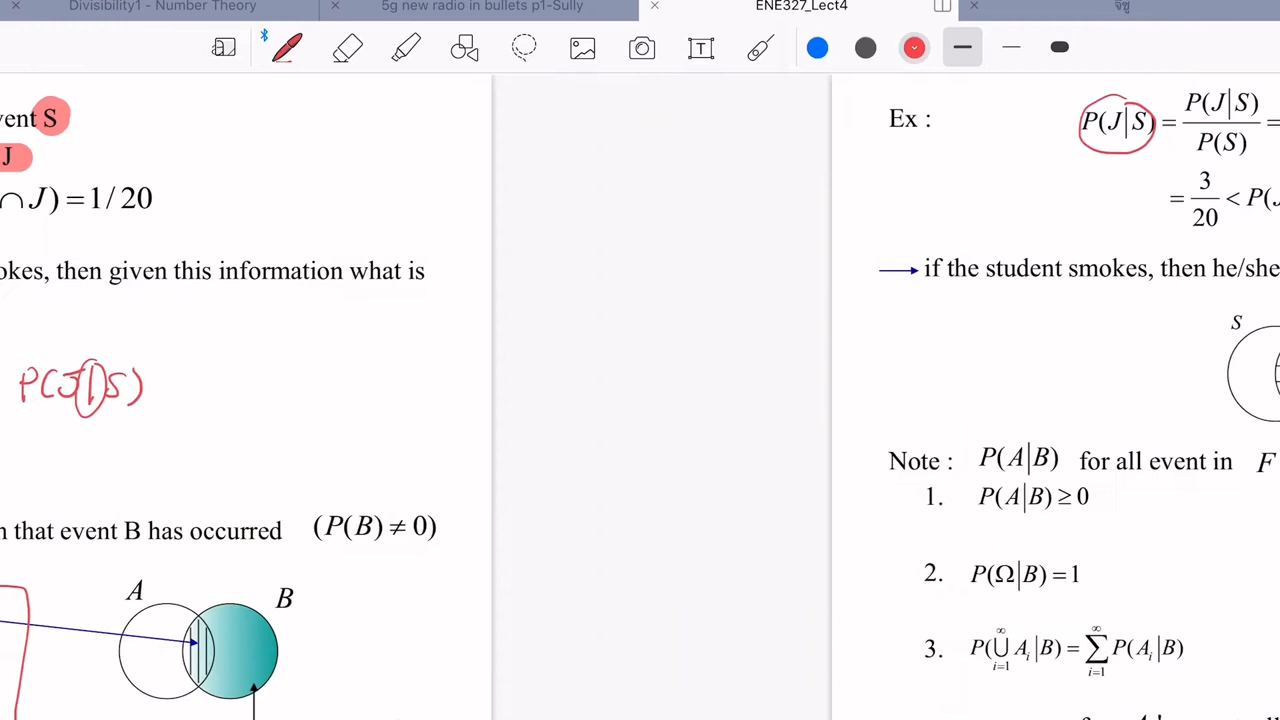 Divisibility1 - Number Theory
5g new radio in bullets p1-Sully
ENE327_Lect4
จิซู
vent S
J
∩ J) = 1/20
okes, then given this information what is
P(J|S)
n that event B has occurred (P(B) ≠ 0)
A
B
Ex : P(J|S) = P(J|S) / P(S) =
= 3/20 < P(J
if the student smokes, then he/she
S
Note : P(A|B) for all event in F
1. P(A|B) ≥ 0
2. P(Ω|B) = 1
3. P(∪_{i=1}^{∞} A_i|B) = ∑_{i=1}^{∞} P(A_i|B)